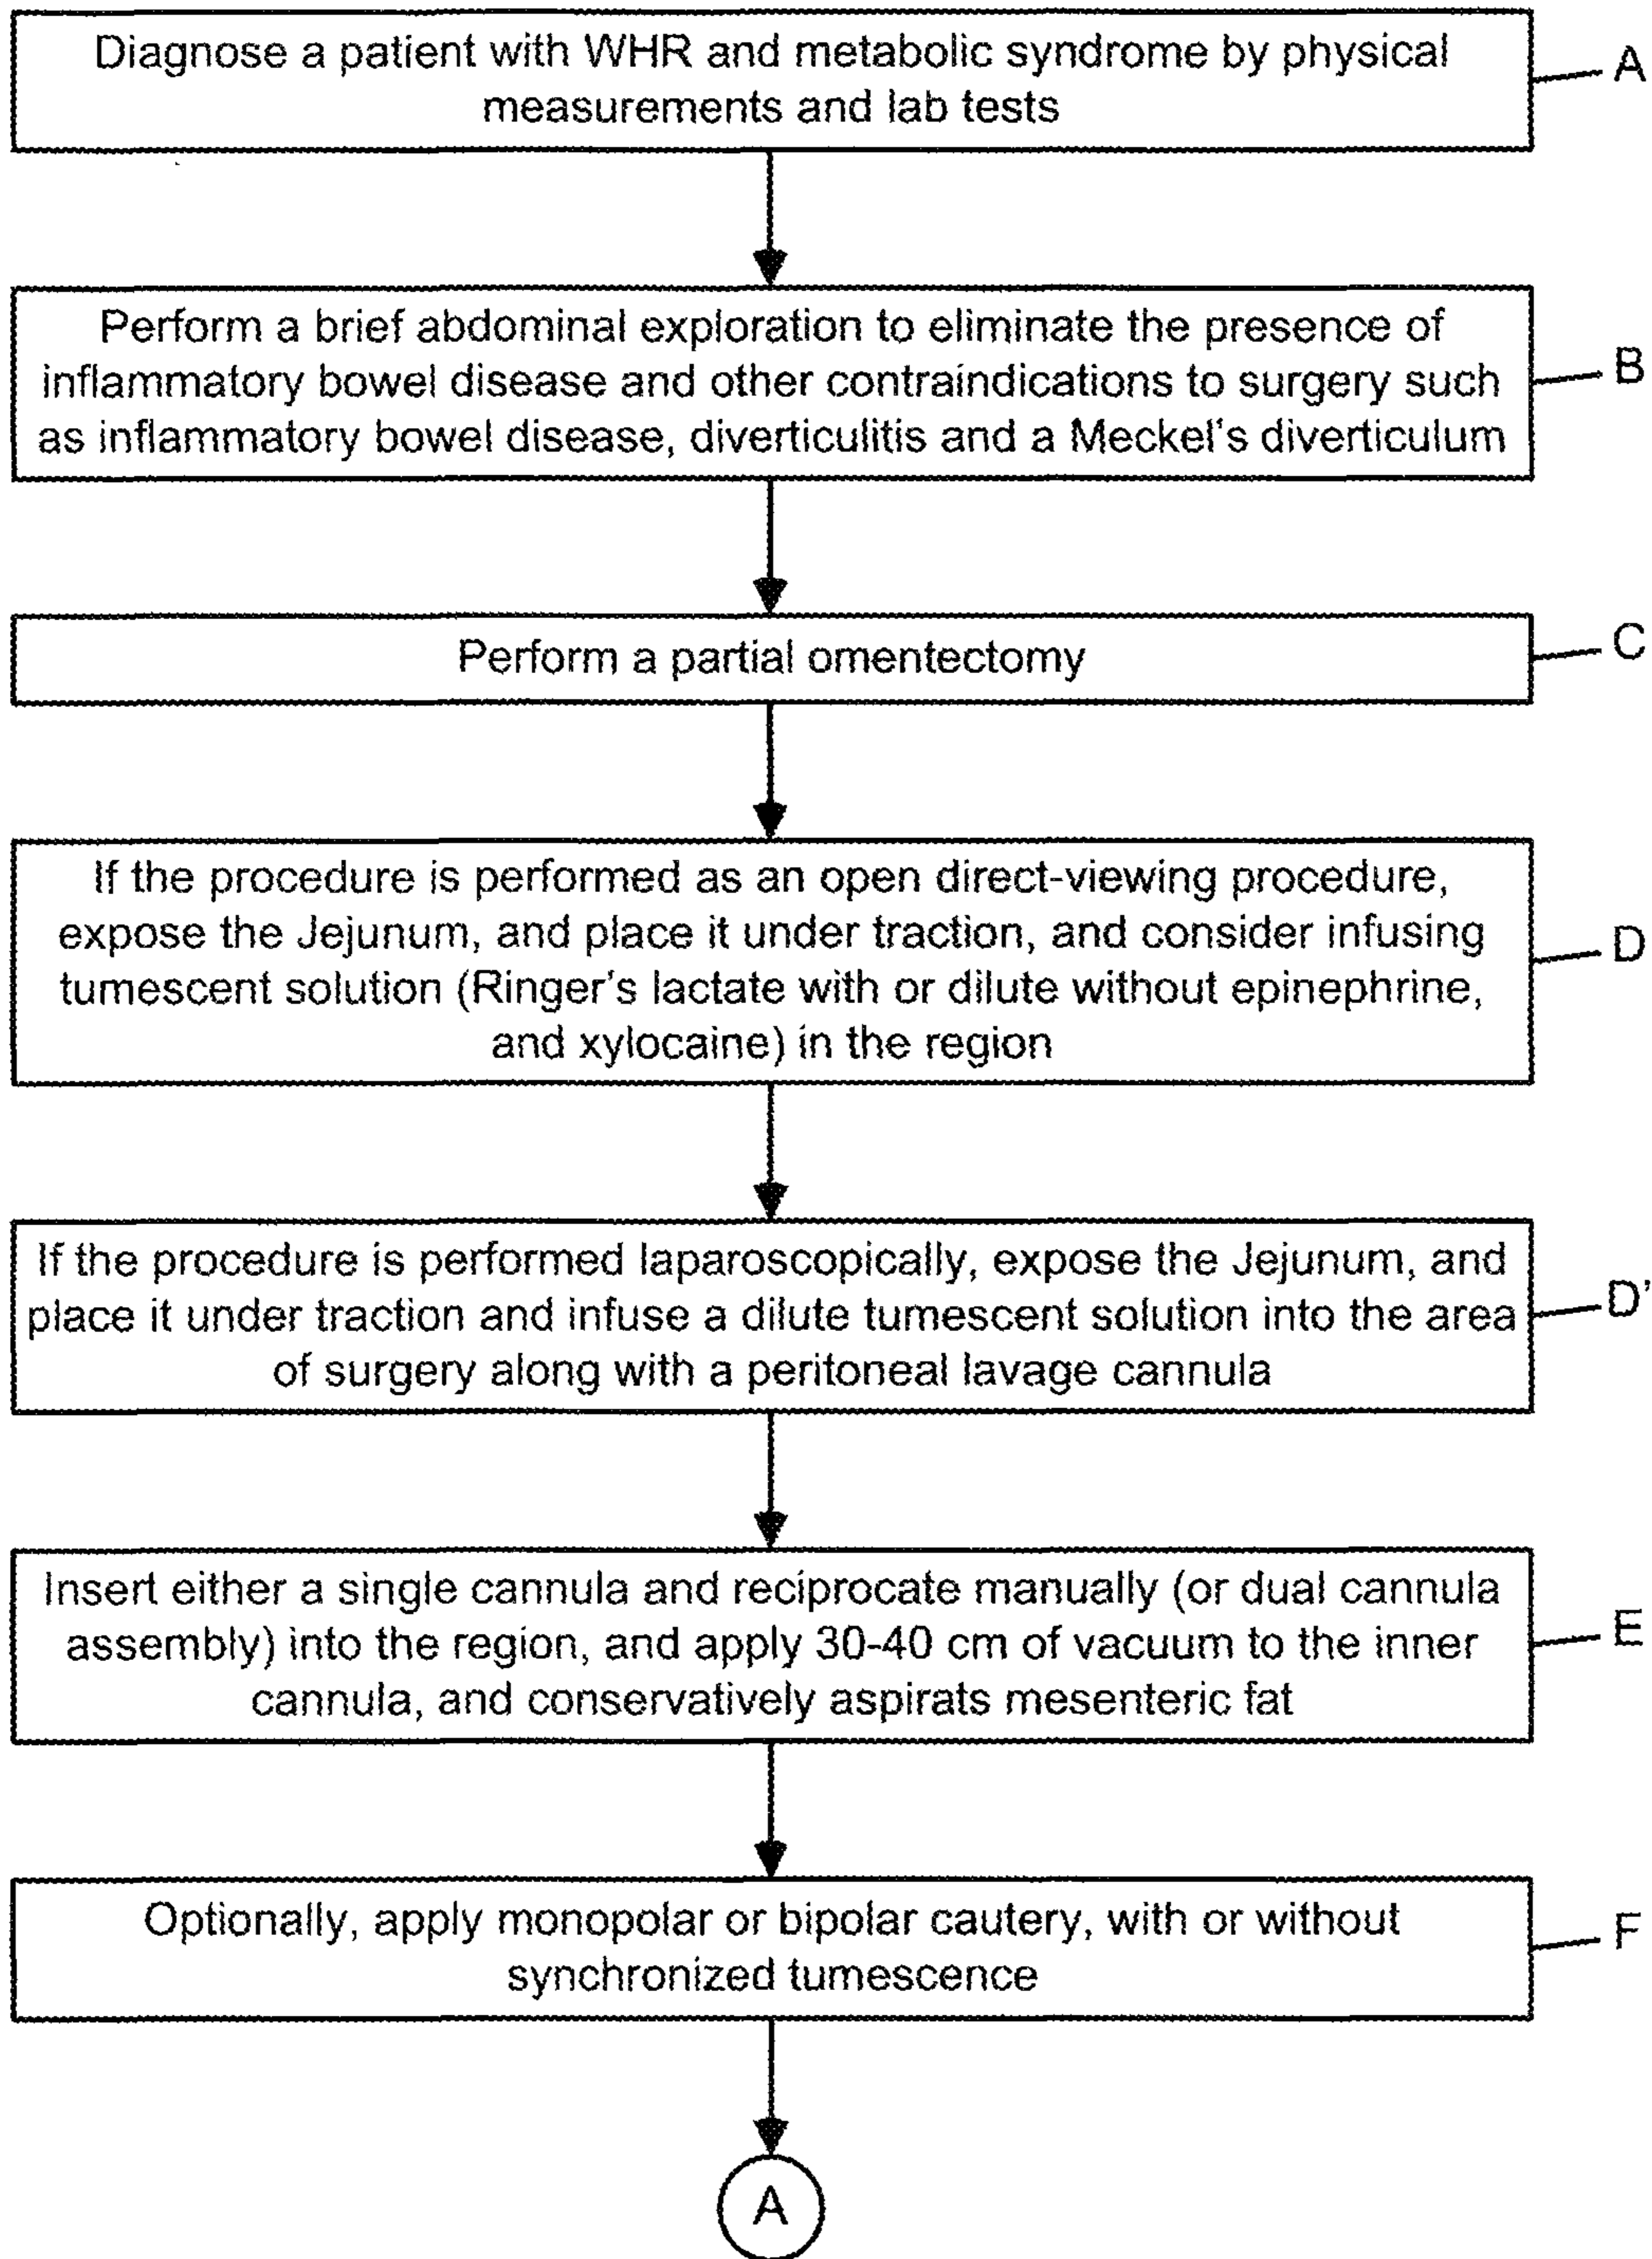 Diagnose a patient with WHR and metabolic syndrome by physical
measurements and lab tests
A
Perform a brief abdominal exploration to eliminate the presence of
inflammatory bowel disease and other contraindications to surgery such
as inflammatory bowel disease, diverticulitis and a Meckel's diverticulum
B
Perform a partial omentectomy
C
If the procedure is performed as an open direct-viewing procedure,
expose the Jejunum, and place it under traction, and consider infusing
tumescent solution (Ringer's lactate with or dilute without epinephrine,
and xylocaine) in the region
D
If the procedure is performed laparoscopically, expose the Jejunum, and
place it under traction and infuse a dilute tumescent solution into the area
of surgery along with a peritoneal lavage cannula
D'
Insert either a single cannula and reciprocate manually (or dual cannula
assembly) into the region, and apply 30-40 cm of vacuum to the inner
cannula, and conservatively aspirats mesenteric fat
E
Optionally, apply monopolar or bipolar cautery, with or without
synchronized tumescence
F
A